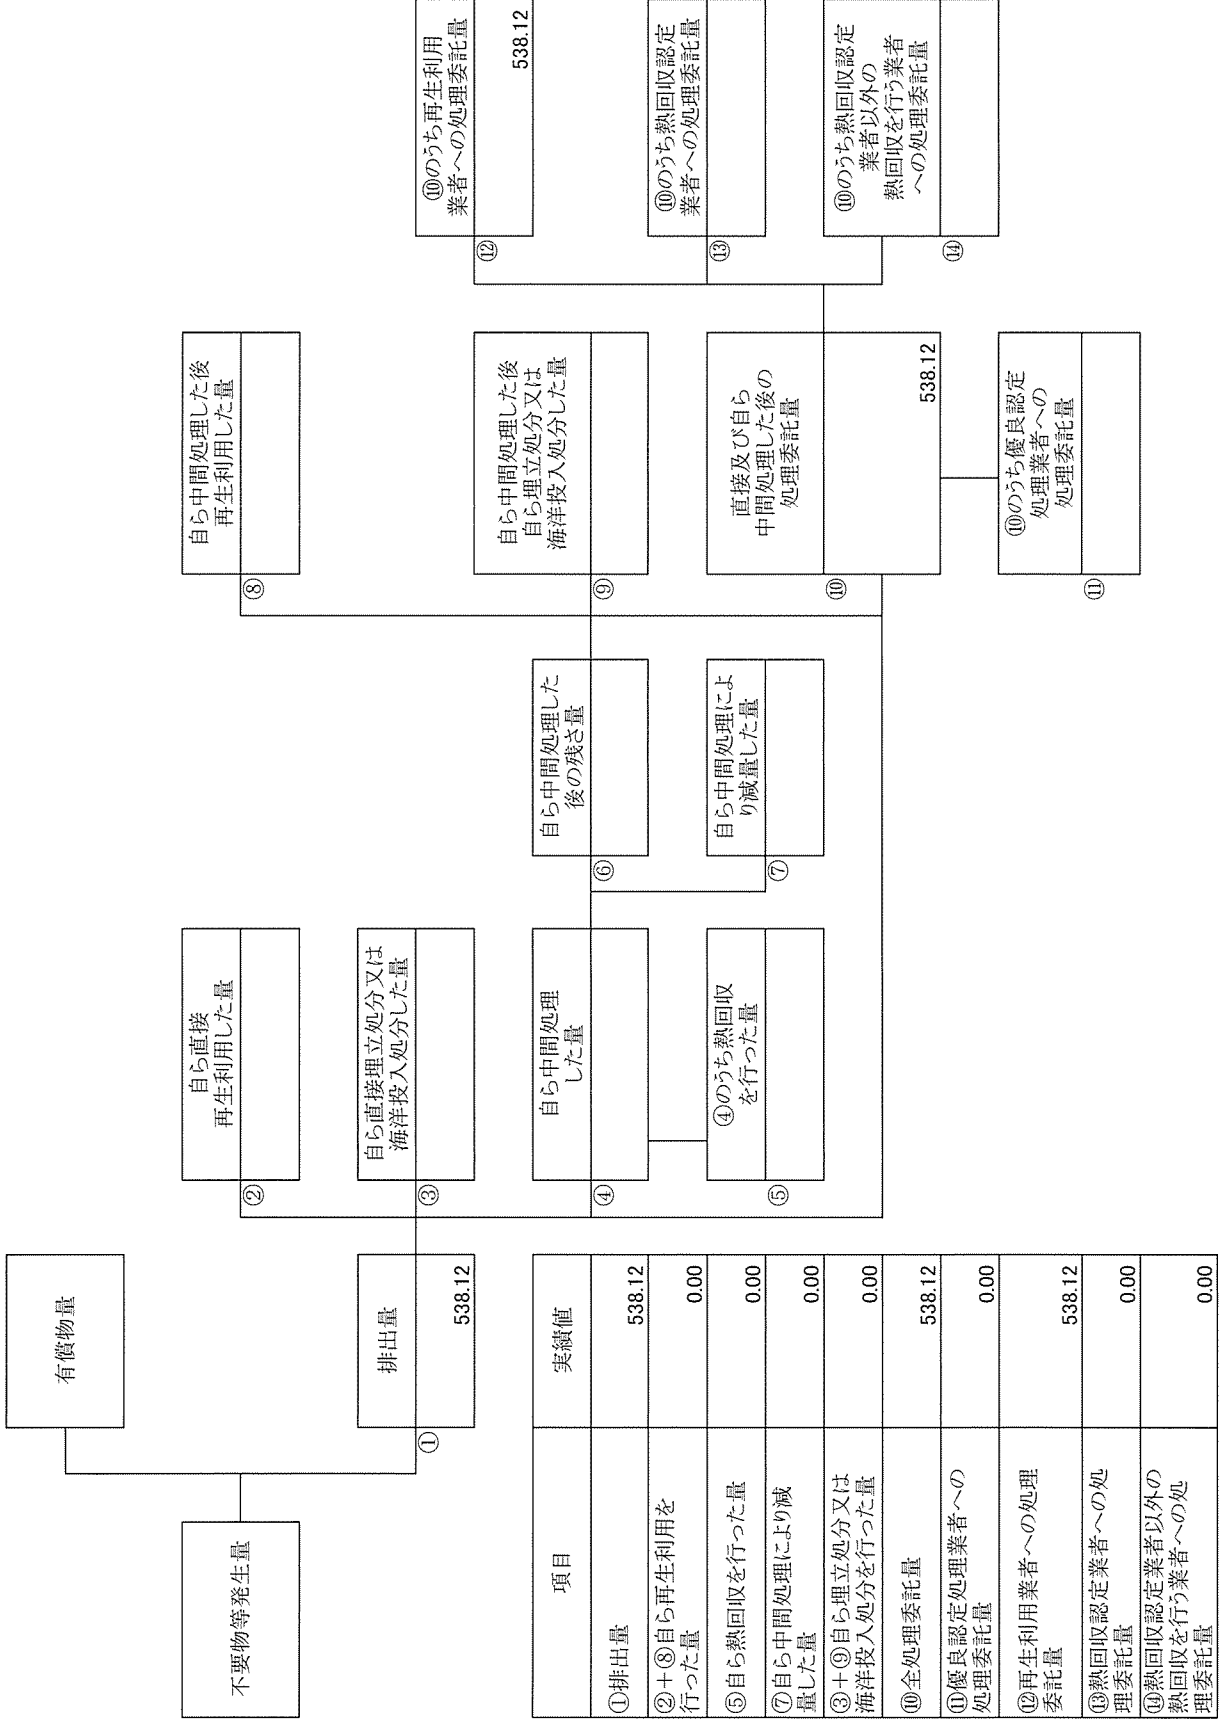 不要物等発生量
有償物量
①
排出量
538.12
②
自ら直接
再生利用した量
③
自ら直接埋立処分又は
海洋投入処分した量
④
自ら中間処理
した量
⑤
④のうち熱回収
を行った量
⑥
自ら中間処理した
後の残さ量
⑦
自ら中間処理によ
り減量した量
⑧
自ら中間処理した後
再生利用した量
⑨
自ら中間処理した後
自ら埋立処分又は
海洋投入処分した量
⑩
直接及び自ら
中間処理した後の
処理委託量
538.12
⑪
⑩のうち優良認定
処理業者への
処理委託量
⑫
⑩のうち再生利用
業者への処理委託量
538.12
⑬
⑩のうち熱回収認定
業者への処理委託量
⑭
⑩のうち熱回収認定
業者以外の
熱回収を行う業者
への処理委託量
項目
実績値
①排出量
538.12
②+⑧自ら再生利用を
行った量
0.00
⑤自ら熱回収を行った量
0.00
⑦自ら中間処理により減
量した量
0.00
③+⑨自ら埋立処分又は
海洋投入処分を行った量
0.00
⑩全処理委託量
538.12
⑪優良認定処理業者への
処理委託量
0.00
⑫再生利用業者への処理
委託量
538.12
⑬熱回収認定業者への処
理委託量
0.00
⑭熱回収認定業者以外の
熱回収を行う業者への処
理委託量
0.00